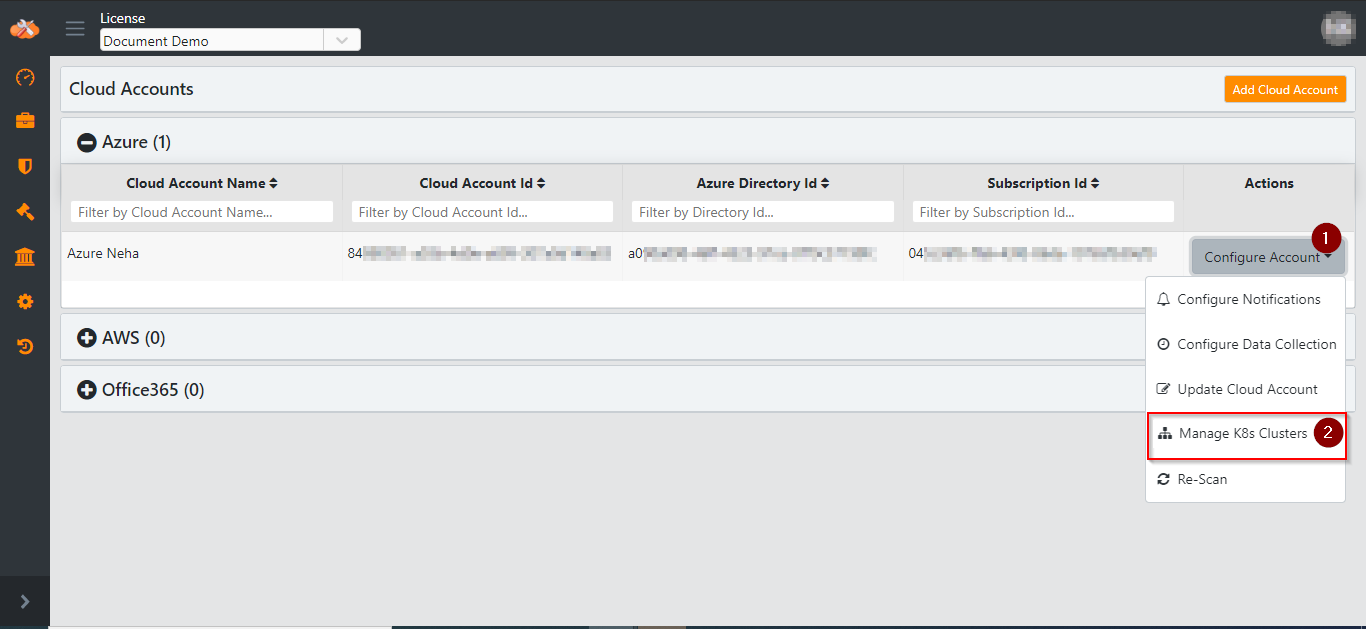 License
Document Demo
Cloud Accounts
Add Cloud Account
Azure (1)
Cloud Account Name Cloud Account Id Azure Directory Id Subscription Id Actions
Filter by Cloud Account Name... Filter by Cloud Account Id... Filter by Directory Id... Filter by Subscription Id...
Azure Neha 84 a0 04 Configure Account 1
Configure Notifications
AWS (0)
Configure Data Collection
Office365 (0)
Update Cloud Account
Manage K8s Clusters 2
Re-Scan